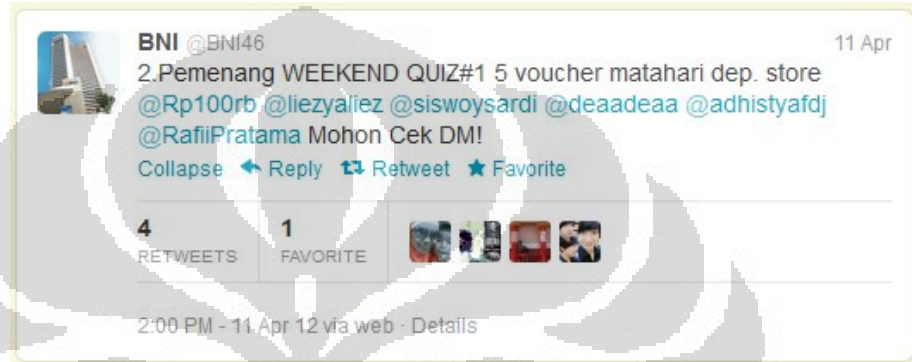 BNI @BNI46 11 Apr
2.Pemenang WEEKEND QUIZ#1 5 voucher matahari dep. store
@Rp100rb @liezyaliez @siswoysardi @deaadeaa @adhistyafdj
@RafiiPratama Mohon Cek DM!
Collapse Reply Retweet Favorite
4 1
RETWEETS FAVORITE
2:00 PM - 11 Apr 12 via web · Details